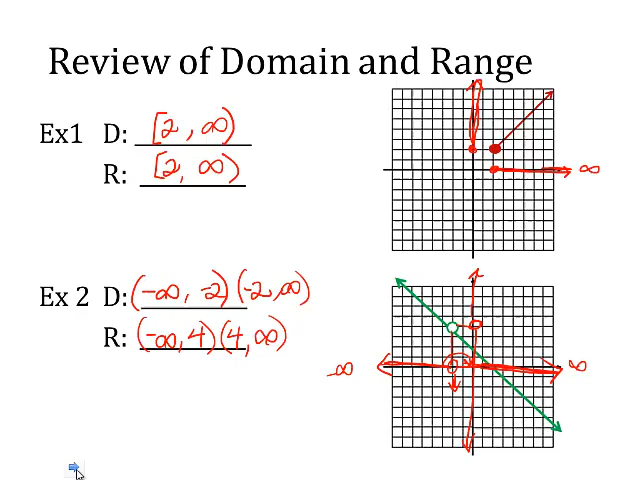 Review of Domain and Range
Ex1 D: [2, ∞)
R: [2, ∞)
∞
Ex 2 D: (-∞, -2)(-2, ∞)
R: (-∞, 4)(4, ∞)
-∞ ∞